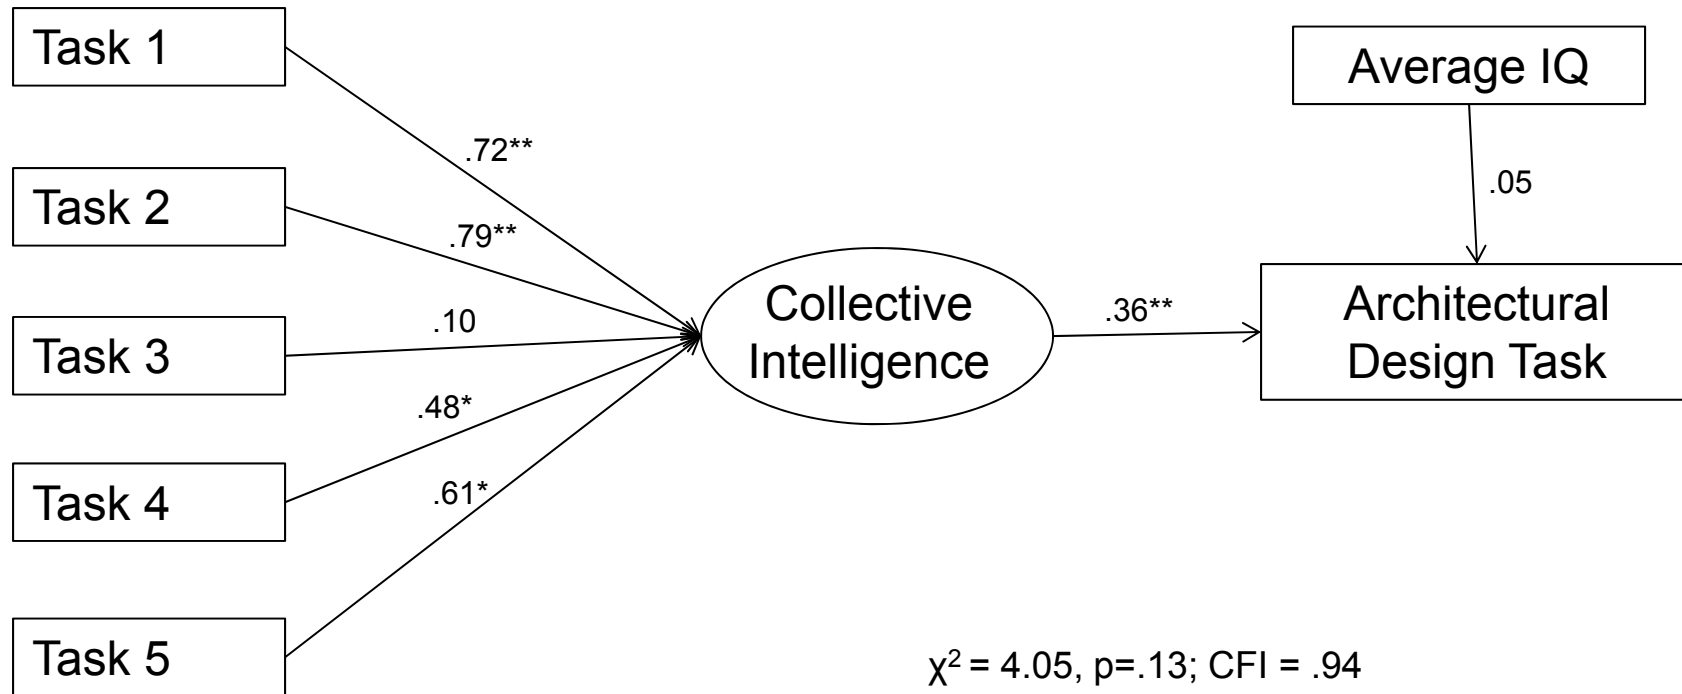 Task 1
Average IQ
.72**
Task 2
.05
.79**
Collective
Intelligence
.36**
Architectural
Design Task
Task 3
.10
.48*
Task 4
.61*
Task 5
χ² = 4.05, p=.13; CFI = .94